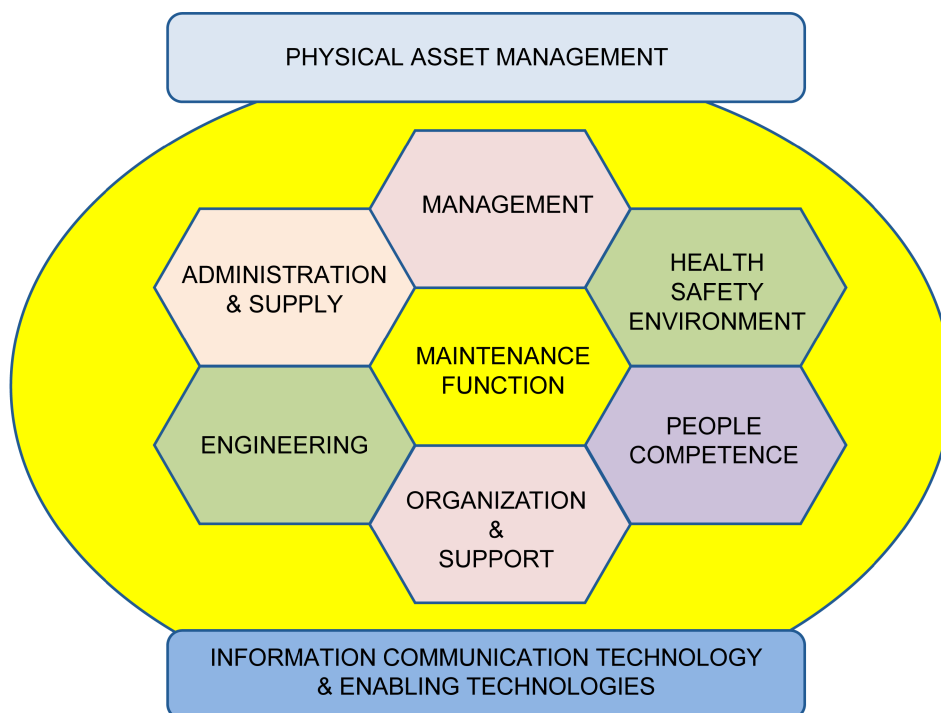 PHYSICAL ASSET MANAGEMENT
MANAGEMENT
ADMINISTRATION
& SUPPLY
HEALTH
SAFETY
ENVIRONMENT
MAINTENANCE
FUNCTION
ENGINEERING
PEOPLE
COMPETENCE
ORGANIZATION
&
SUPPORT
INFORMATION COMMUNICATION TECHNOLOGY
& ENABLING TECHNOLOGIES